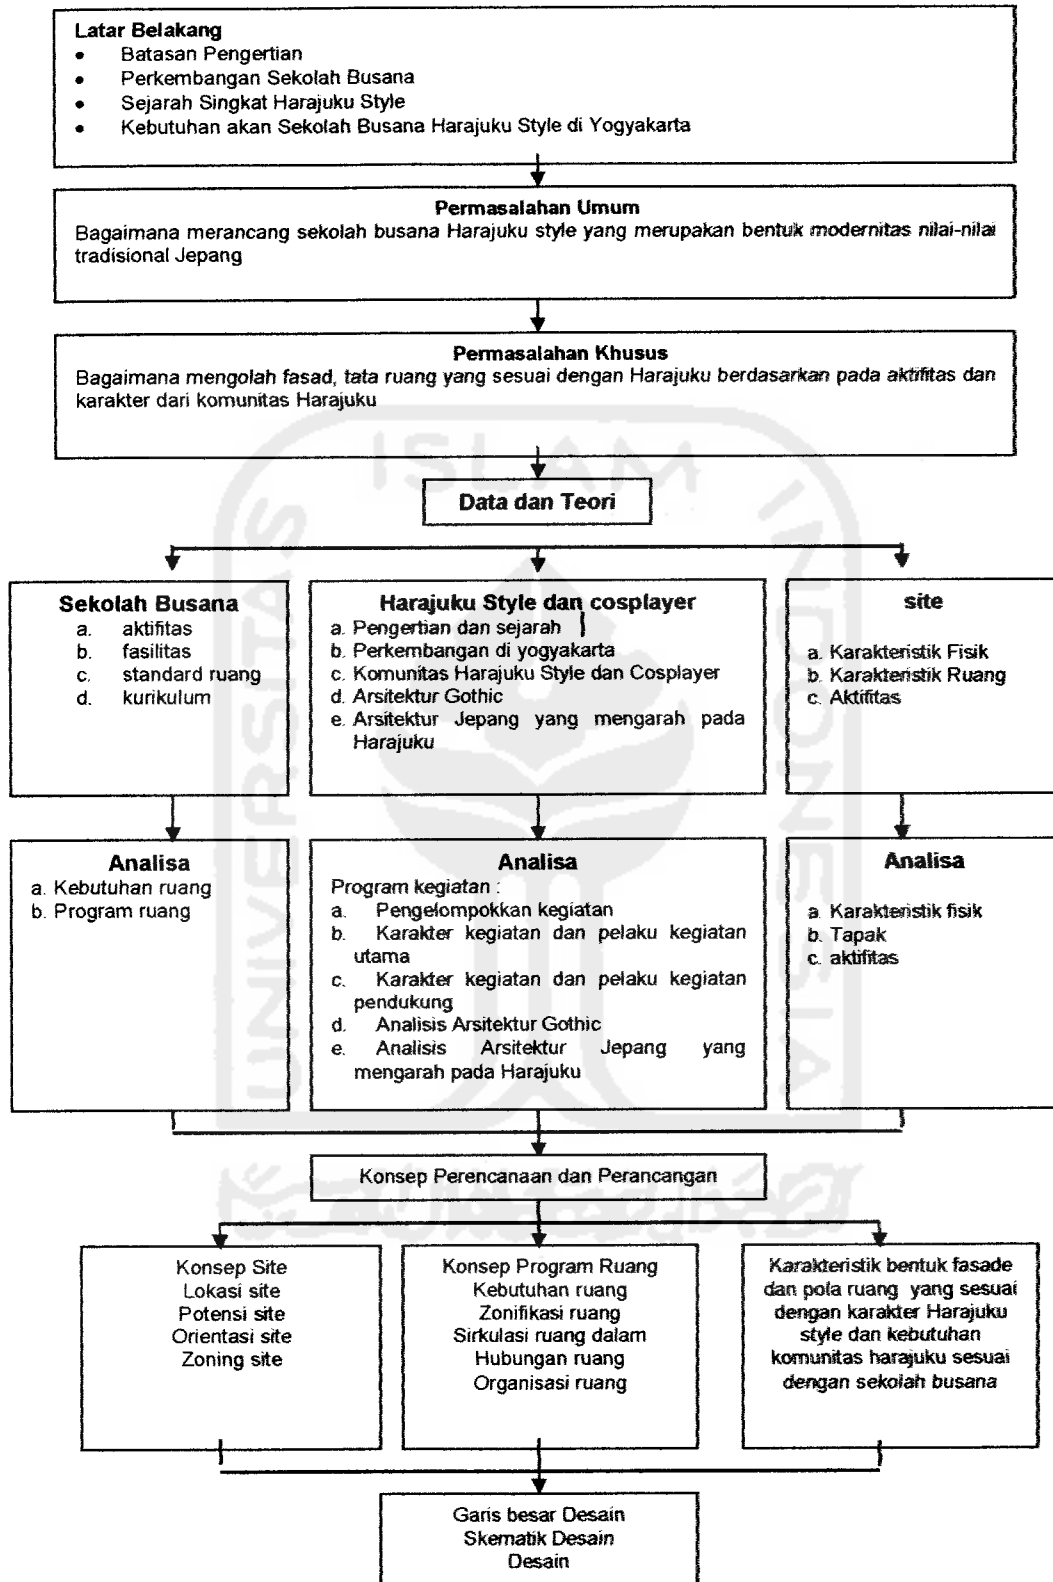 Latar Belakang
• Batasan Pengertian
• Perkembangan Sekolah Busana
• Sejarah Singkat Harajuku Style
• Kebutuhan akan Sekolah Busana Harajuku Style di Yogyakarta
Permasalahan Umum
Bagaimana merancang sekolah busana Harajuku style yang merupakan bentuk modernitas nilai-nilai
tradisional Jepang
Permasalahan Khusus
Bagaimana mengolah fasad, tata ruang yang sesuai dengan Harajuku berdasarkan pada aktifitas dan
karakter dari komunitas Harajuku
Data dan Teori
Sekolah Busana
a. aktifitas
b. fasilitas
c. standard ruang
d. kurikulum
Harajuku Style dan cosplayer
a. Pengertian dan sejarah
b. Perkembangan di yogyakarta
c. Komunitas Harajuku Style dan Cosplayer
d. Arsitektur Gothic
e. Arsitektur Jepang yang mengarah pada
Harajuku
site
a. Karakteristik Fisik
b. Karakteristik Ruang
c. Aktifitas
Analisa
a. Kebutuhan ruang
b. Program ruang
Analisa
Program kegiatan :
a. Pengelompokkan kegiatan
b. Karakter kegiatan dan pelaku kegiatan
utama
c. Karakter kegiatan dan pelaku kegiatan
pendukung
d. Analisis Arsitektur Gothic
e. Analisis Arsitektur Jepang yang
mengarah pada Harajuku
Analisa
a. Karakteristik fisik
b. Tapak
c. aktifitas
Konsep Perencanaan dan Perancangan
Konsep Site
Lokasi site
Potensi site
Orientasi site
Zoning site
Konsep Program Ruang
Kebutuhan ruang
Zonifikasi ruang
Sirkulasi ruang dalam
Hubungan ruang
Organisasi ruang
Karakteristik bentuk fasade
dan pola ruang yang sesuai
dengan karakter Harajuku
style dan kebutuhan
komunitas harajuku sesuai
dengan sekolah busana
Garis besar Desain
Skematik Desain
Desain
UNIVERSITAS ISLAM INDONESIA